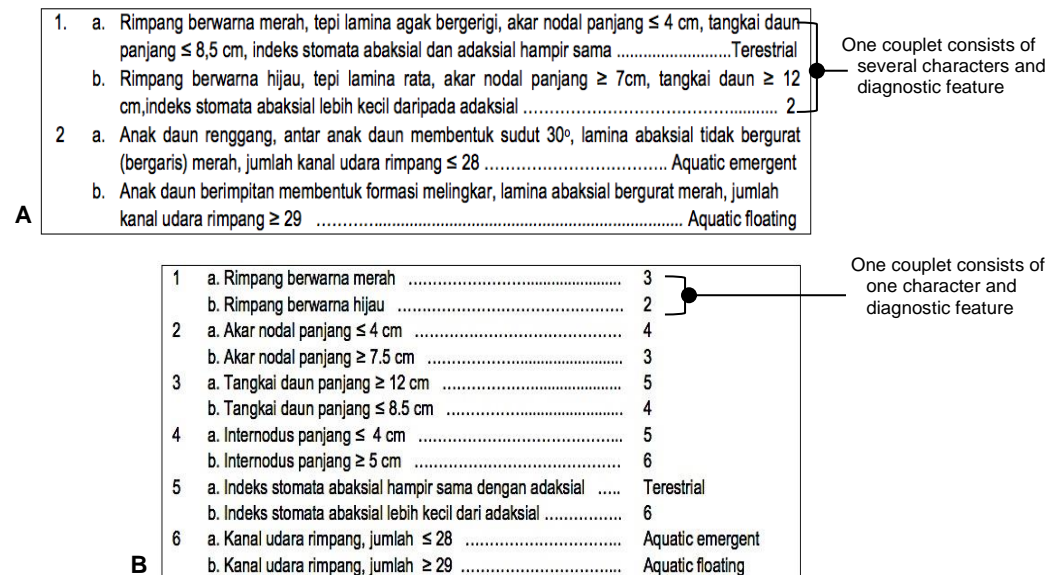 1. a. Rimpang berwarna merah, tepi lamina agak bergerigi, akar nodal panjang ≤ 4 cm, tangkai daun
panjang ≤ 8,5 cm, indeks stomata abaksial dan adaksial hampir sama ...........................Terestrial
b. Rimpang berwarna hijau, tepi lamina rata, akar nodal panjang ≥ 7cm, tangkai daun ≥ 12
cm,indeks stomata abaksial lebih kecil daripada adaksial ………………………………........... 2
2 a. Anak daun renggang, antar anak daun membentuk sudut 30º, lamina abaksial tidak bergurat
(bergaris) merah, jumlah kanal udara rimpang ≤ 28 ……………………………. Aquatic emergent
b. Anak daun berimpitan membentuk formasi melingkar, lamina abaksial bergurat merah, jumlah
kanal udara rimpang ≥ 29 ………................................................................ Aquatic floating
A
One couplet consists of
several characters and
diagnostic feature
1 a. Rimpang berwarna merah ……………………...................... 3
b. Rimpang berwarna hijau ………………………………………… 2
2 a. Akar nodal panjang ≤ 4 cm …………………………………… 4
b. Akar nodal panjang ≥ 7.5 cm …………………...................... 3
3 a. Tangkai daun panjang ≥ 12 cm ………………...................... 5
b. Tangkai daun panjang ≤ 8.5 cm ……………...................... 4
4 a. Internodus panjang ≤ 4 cm …………………………………….. 5
b. Internodus panjang ≥ 5 cm …………………………………… 6
5 a. Indeks stomata abaksial hampir sama dengan adaksial ….. Terestrial
b. Indeks stomata abaksial lebih kecil dari adaksial ……………. 6
6 a. Kanal udara rimpang, jumlah ≤ 28 ………………………….. Aquatic emergent
b. Kanal udara rimpang, jumlah ≥ 29 ………………………….... Aquatic floating
B
One couplet consists of
one character and
diagnostic feature